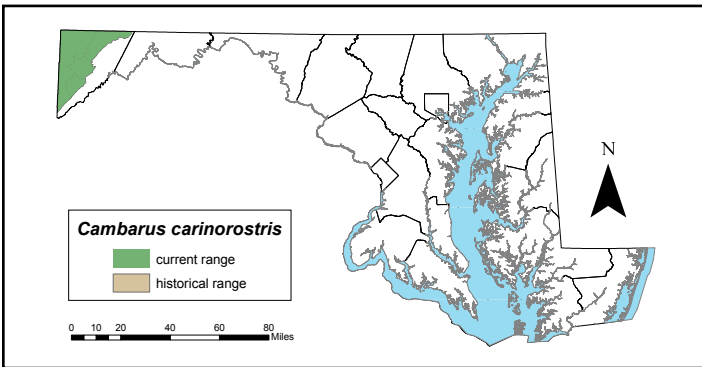 N
Cambarus carinorostris
current range
historical range
0 10 20 40 60 80
Miles